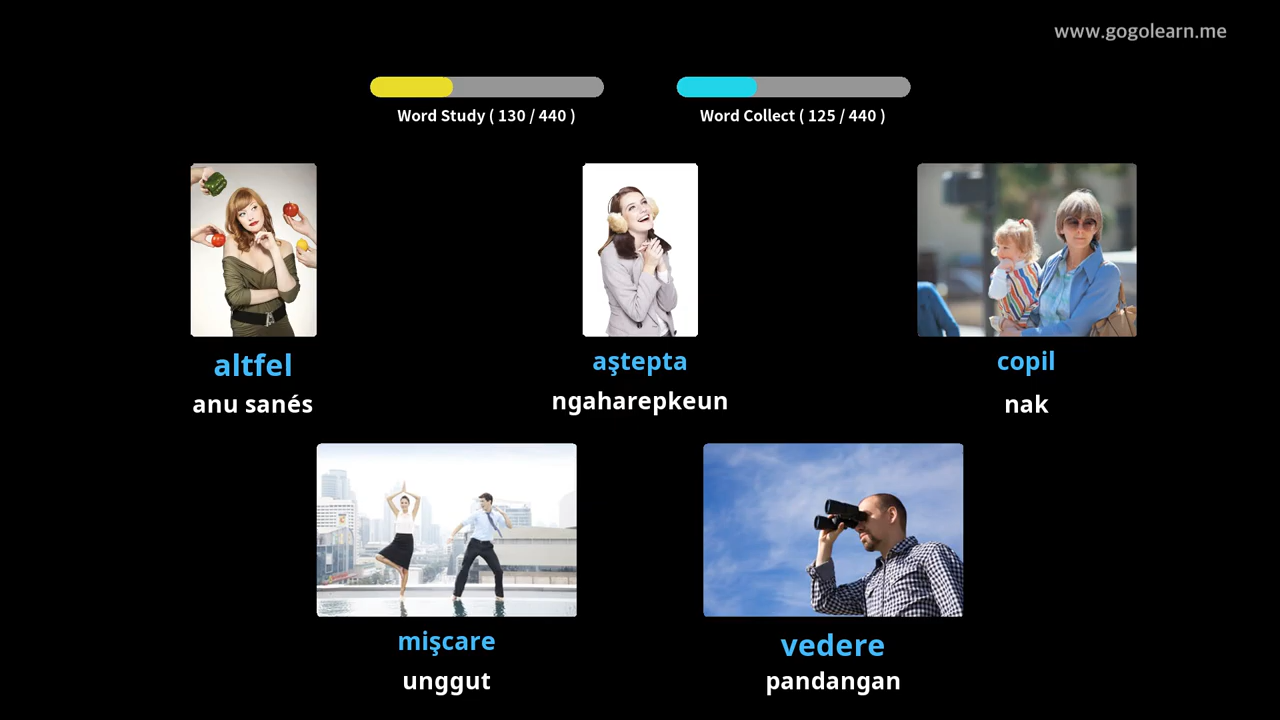 www.gogolearn.me
Word Study ( 130 / 440 )
Word Collect ( 125 / 440 )
altfel
anu sanés
aştepta
ngaharepkeun
copil
nak
mişcare
unggut
vedere
pandangan